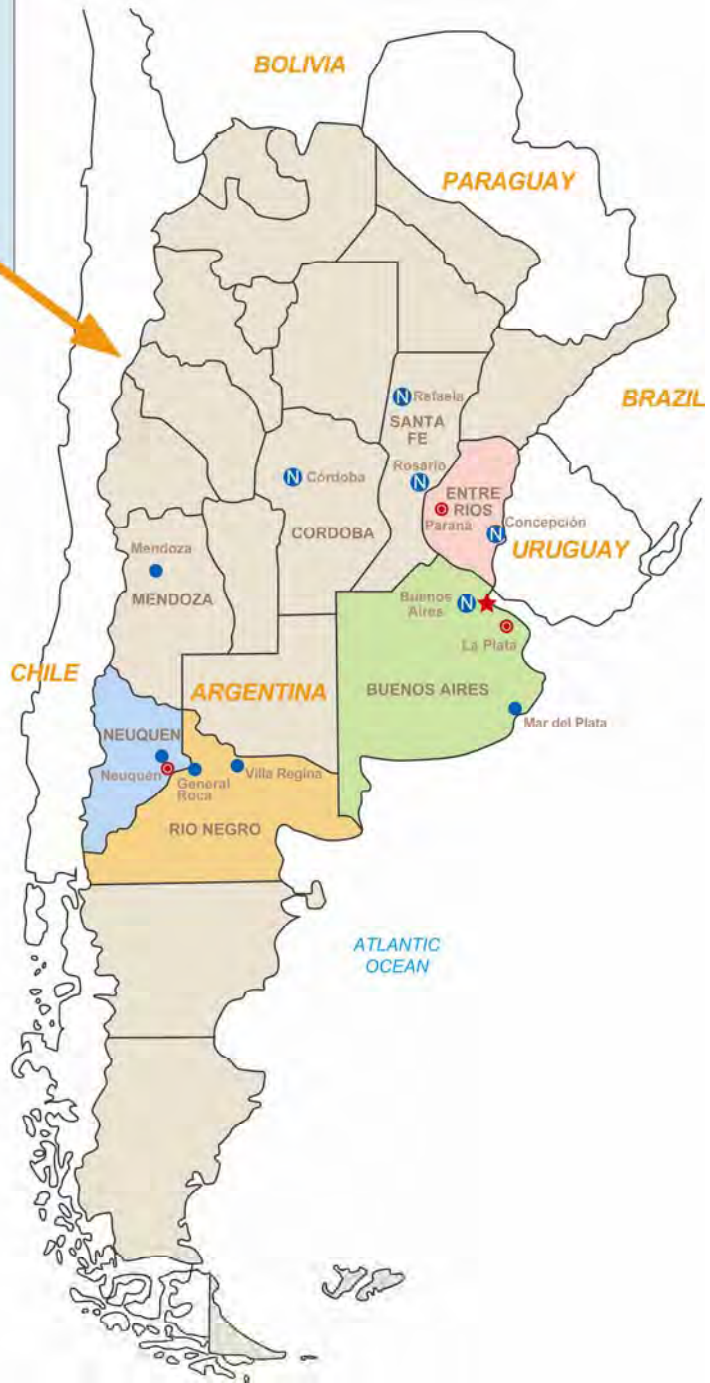 BOLIVIA
PARAGUAY
BRAZIL
N Rafaela
SANTA
FE
Rosario
N
N Córdoba
CORDOBA
ENTRE
RIOS
Paraná
N Concepción
URUGUAY
Mendoza
MENDOZA
Buenos
Aires
N
La Plata
CHILE
ARGENTINA
BUENOS AIRES
Mar del Plata
NEUQUEN
Neuquén
General
Roca
Villa Regina
RIO NEGRO
ATLANTIC
OCEAN